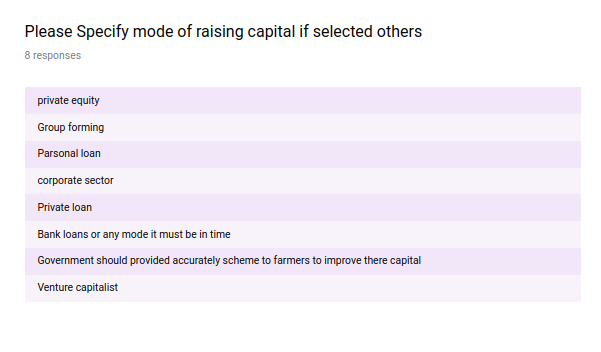 Please Specify mode of raising capital if selected others
8 responses
private equity
Group forming
Parsonal loan
corporate sector
Private loan
Bank loans or any mode it must be in time
Government should provided accurately scheme to farmers to improve there capital
Venture capitalist